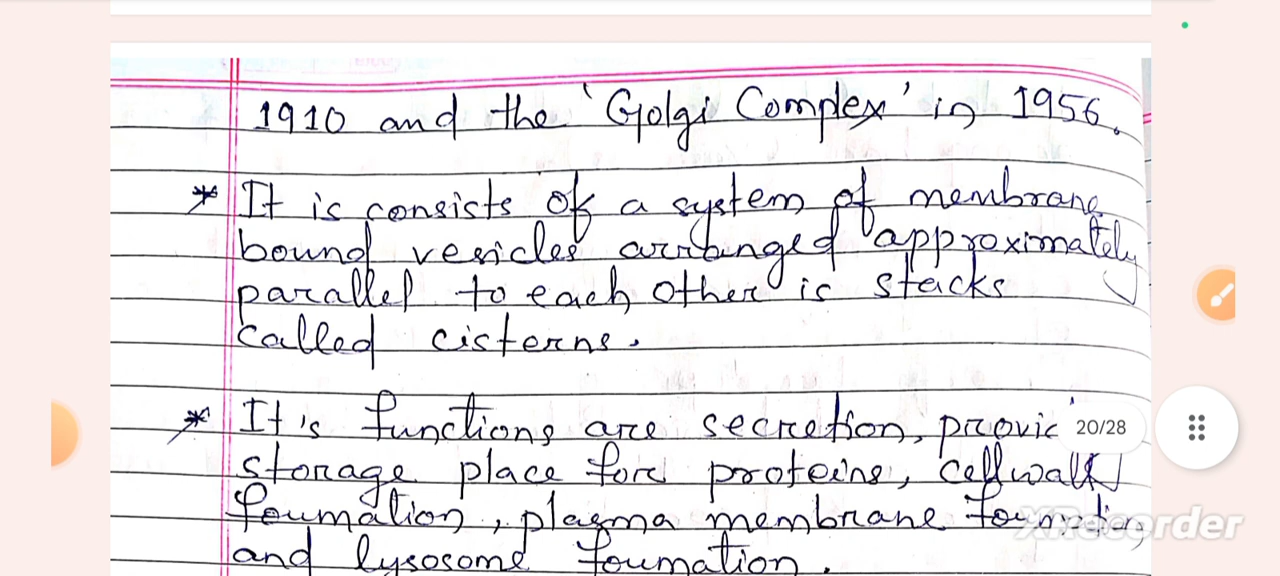 1910 and the 'Golgi Complex' in 1956.
* It is consists of a system of membrane
bound vesicles arranged approximately
parallel to each other is stacks
called cisterns.
* It's functions are secretion, provid
20/28
storage place for proteins, cellwall
foumation, plasma membrane formation
XRecorder
and lysosome foumation.